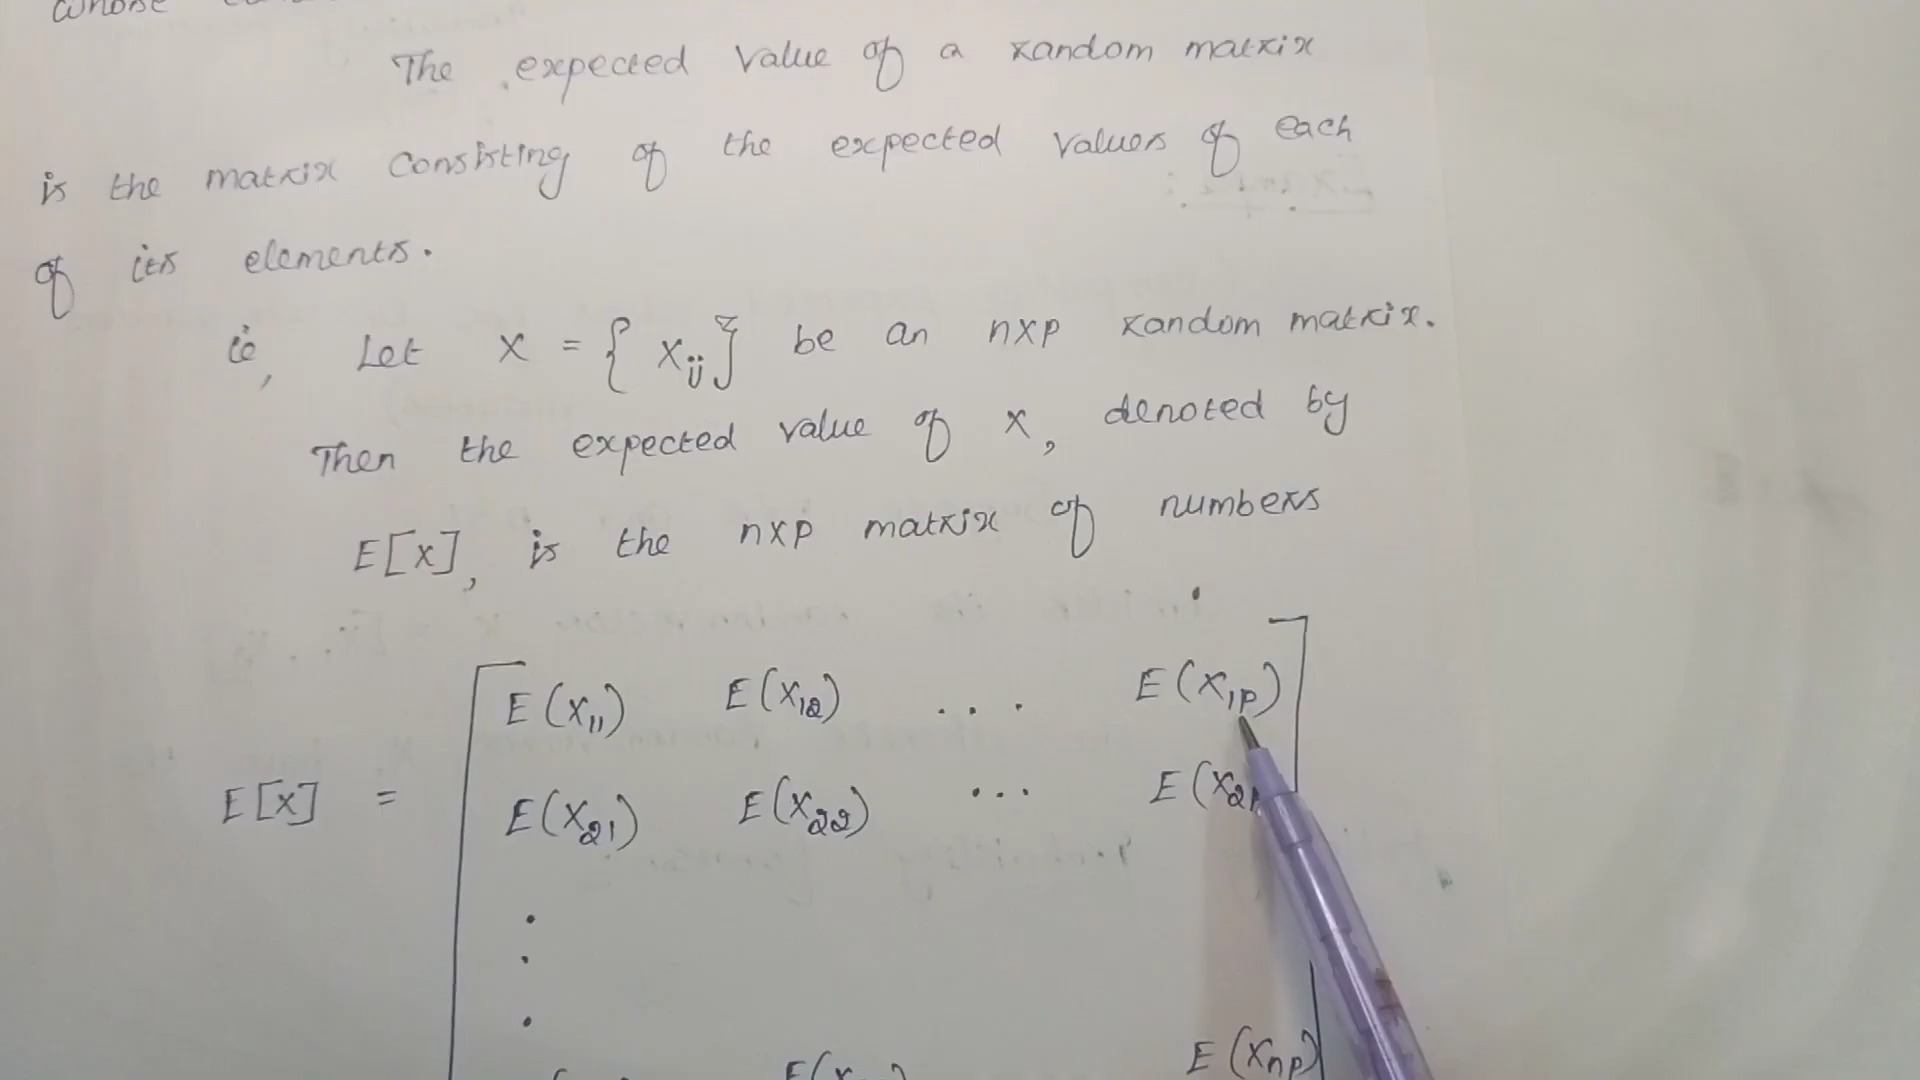 whose
The expected value of a random matrix
is the matrix consisting of the expected values of each
of its elements.
ie, Let X = { Xij } be an nxp random matrix.
Then the expected value of X, denoted by
E[X], is the nxp matrix of numbers
E(X11) E(X12) ... E(X1p)
E[X] = E(X21) E(X22) ... E(X2p
E(X E(Xnp)